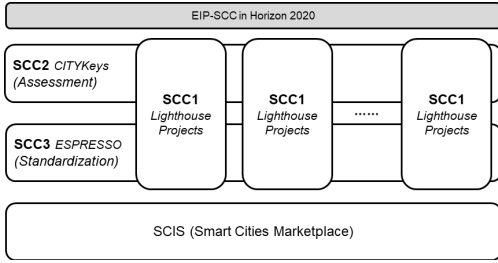 EIP-SCC in Horizon 2020
SCC2 CITYKeys
(Assessment)
SCC1
Lighthouse
Projects
SCC1
Lighthouse
Projects
......
SCC1
Lighthouse
Projects
SCC3 ESPRESSO
(Standardization)
SCIS (Smart Cities Marketplace)